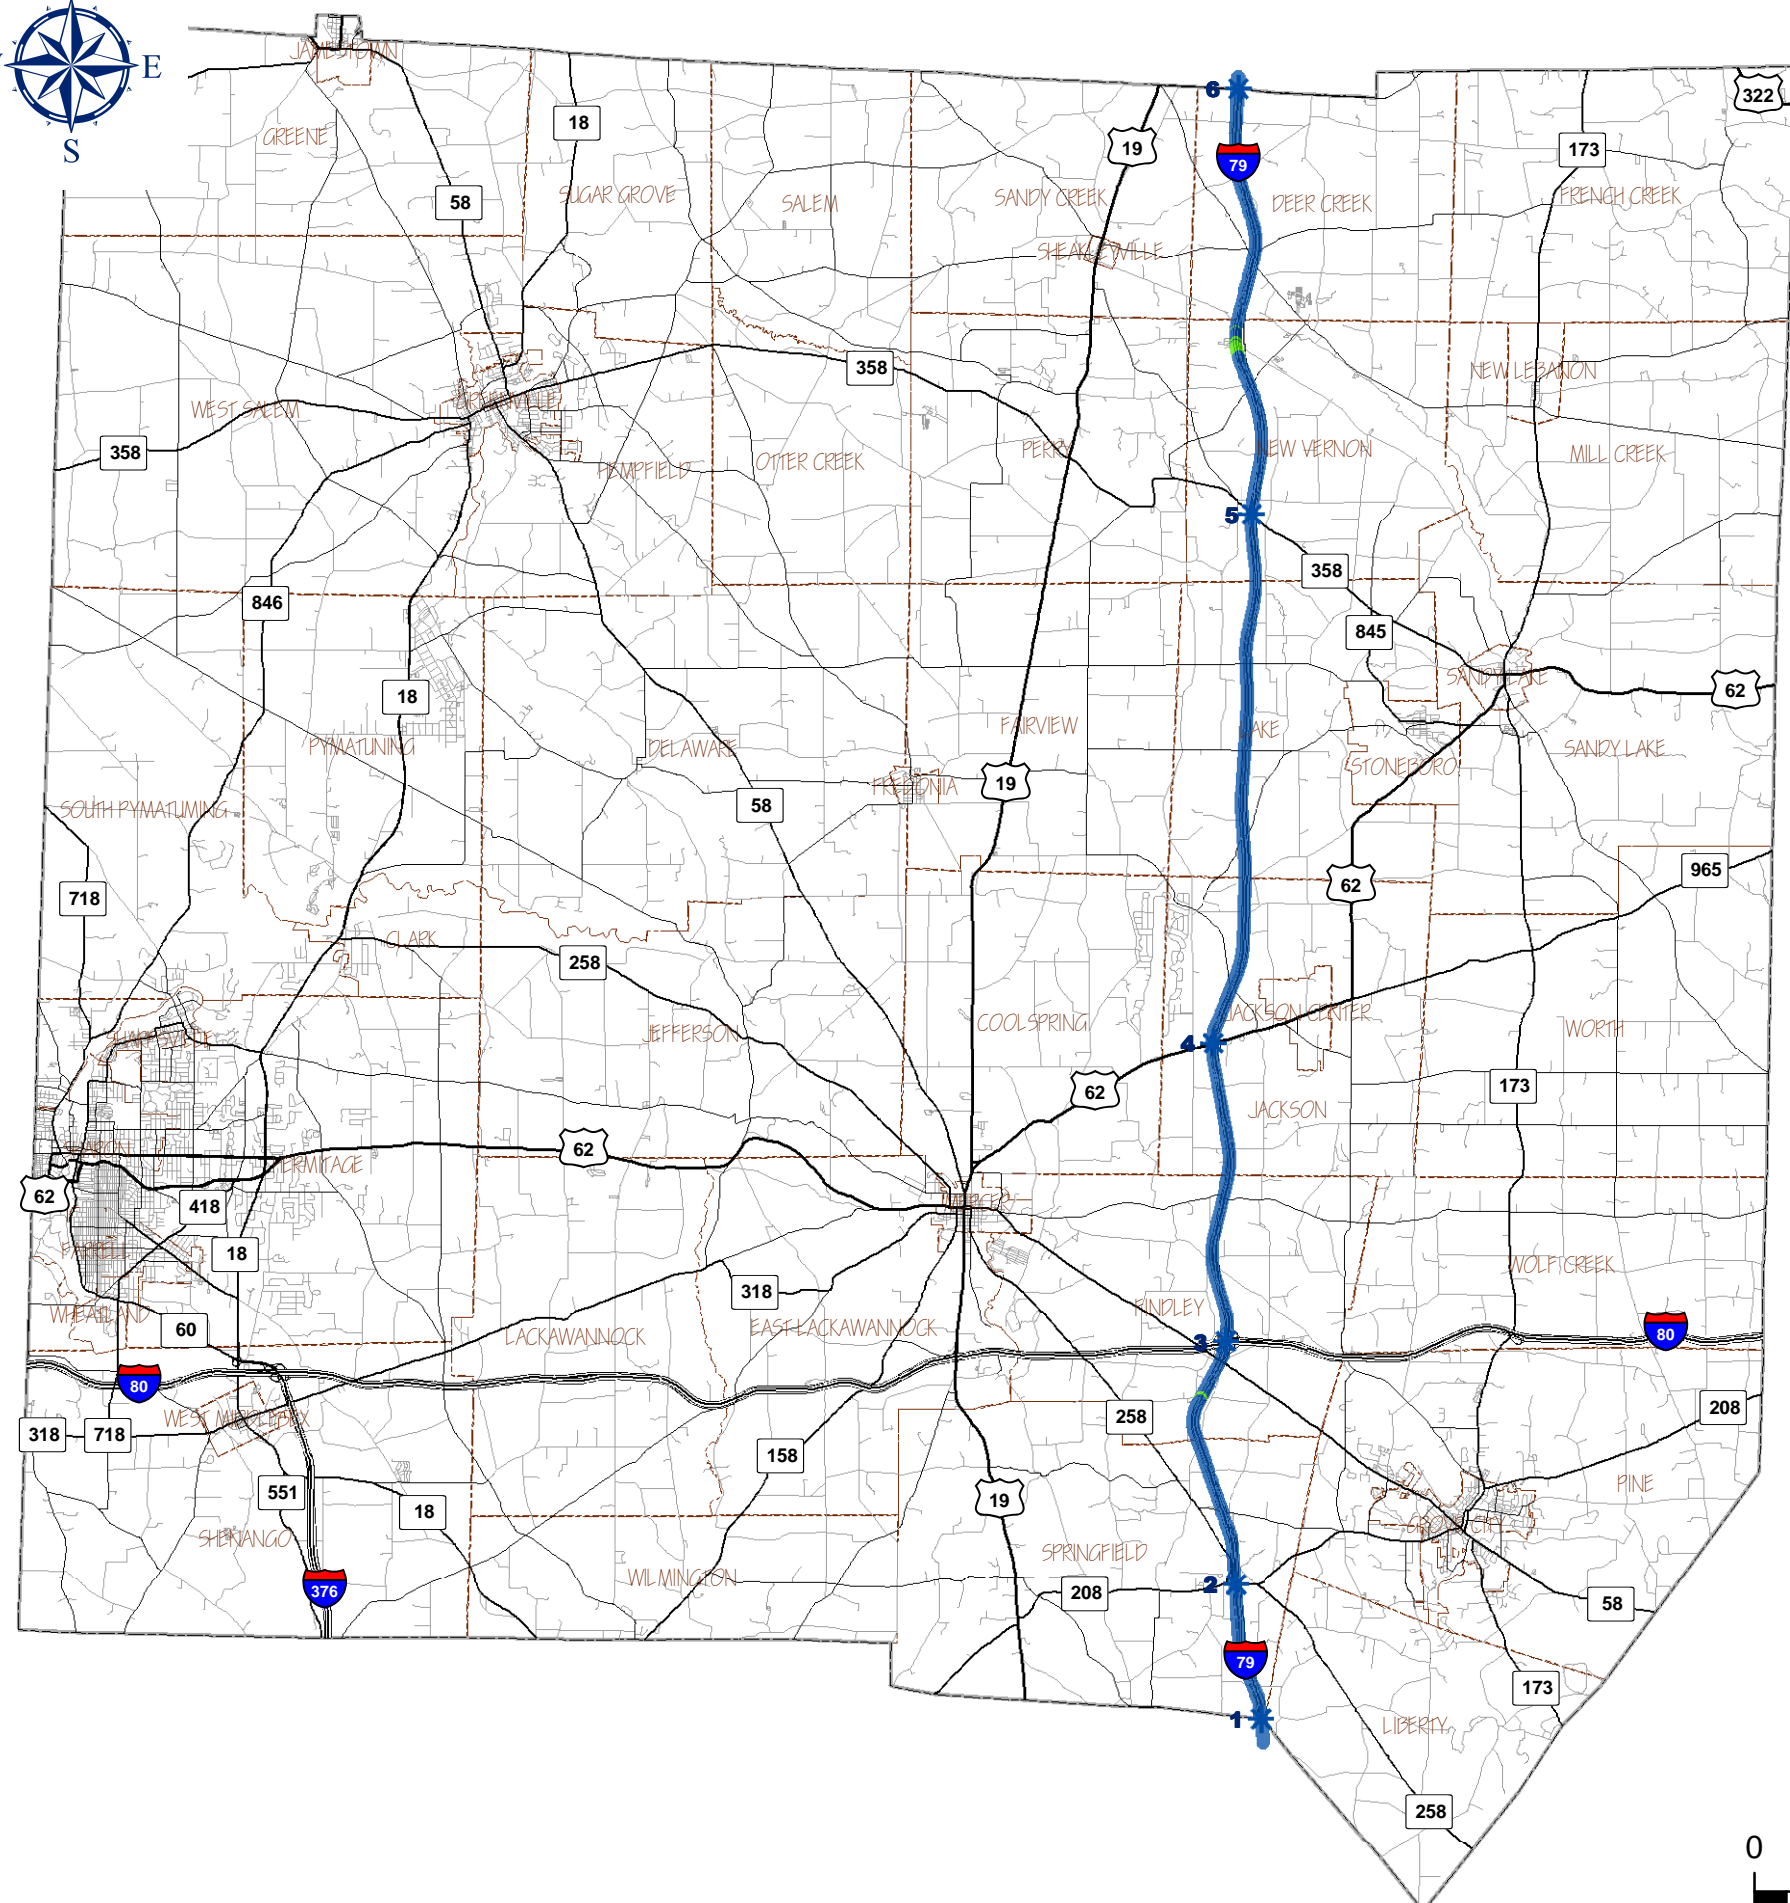 E
S
JAMESTOWN
322
6
18
19
173
79
GREENE
58
SUGAR GROVE
SALEM
SANDY CREEK
DEER CREEK
FRENCH CREEK
SHEAKLEYVILLE
358
NEW LEBANON
GREENVILLE
WEST SALEM
358
HEMPFIELD
OTTER CREEK
PERRY
NEW VERNON
MILL CREEK
5
358
846
845
18
SANDY LAKE
62
PYMATUNING
DELAWARE
FAIRVIEW
LAKE
SANDY LAKE
STONEBORO
FREDONIA
19
SOUTH PYMATUMING
58
718
62
965
CLARK
258
JEFFERSON
COOLSPRING
JACKSON CENTER
WORTH
SHARPSVILLE
4
62
173
JACKSON
SHARON
62
HERMITAGE
62
418
MERCER
FARRELL
18
WOLF CREEK
318
FINDLEY
WHEATLAND
60
LACKAWANNOCK
EAST LACKAWANNOCK
3
80
80
WEST MIDDLESEX
258
208
318
718
158
551
18
19
PINE
SHENANGO
GROVE CITY
SPRINGFIELD
WILMINGTON
376
208
2
58
79
173
1
LIBERTY
258
0